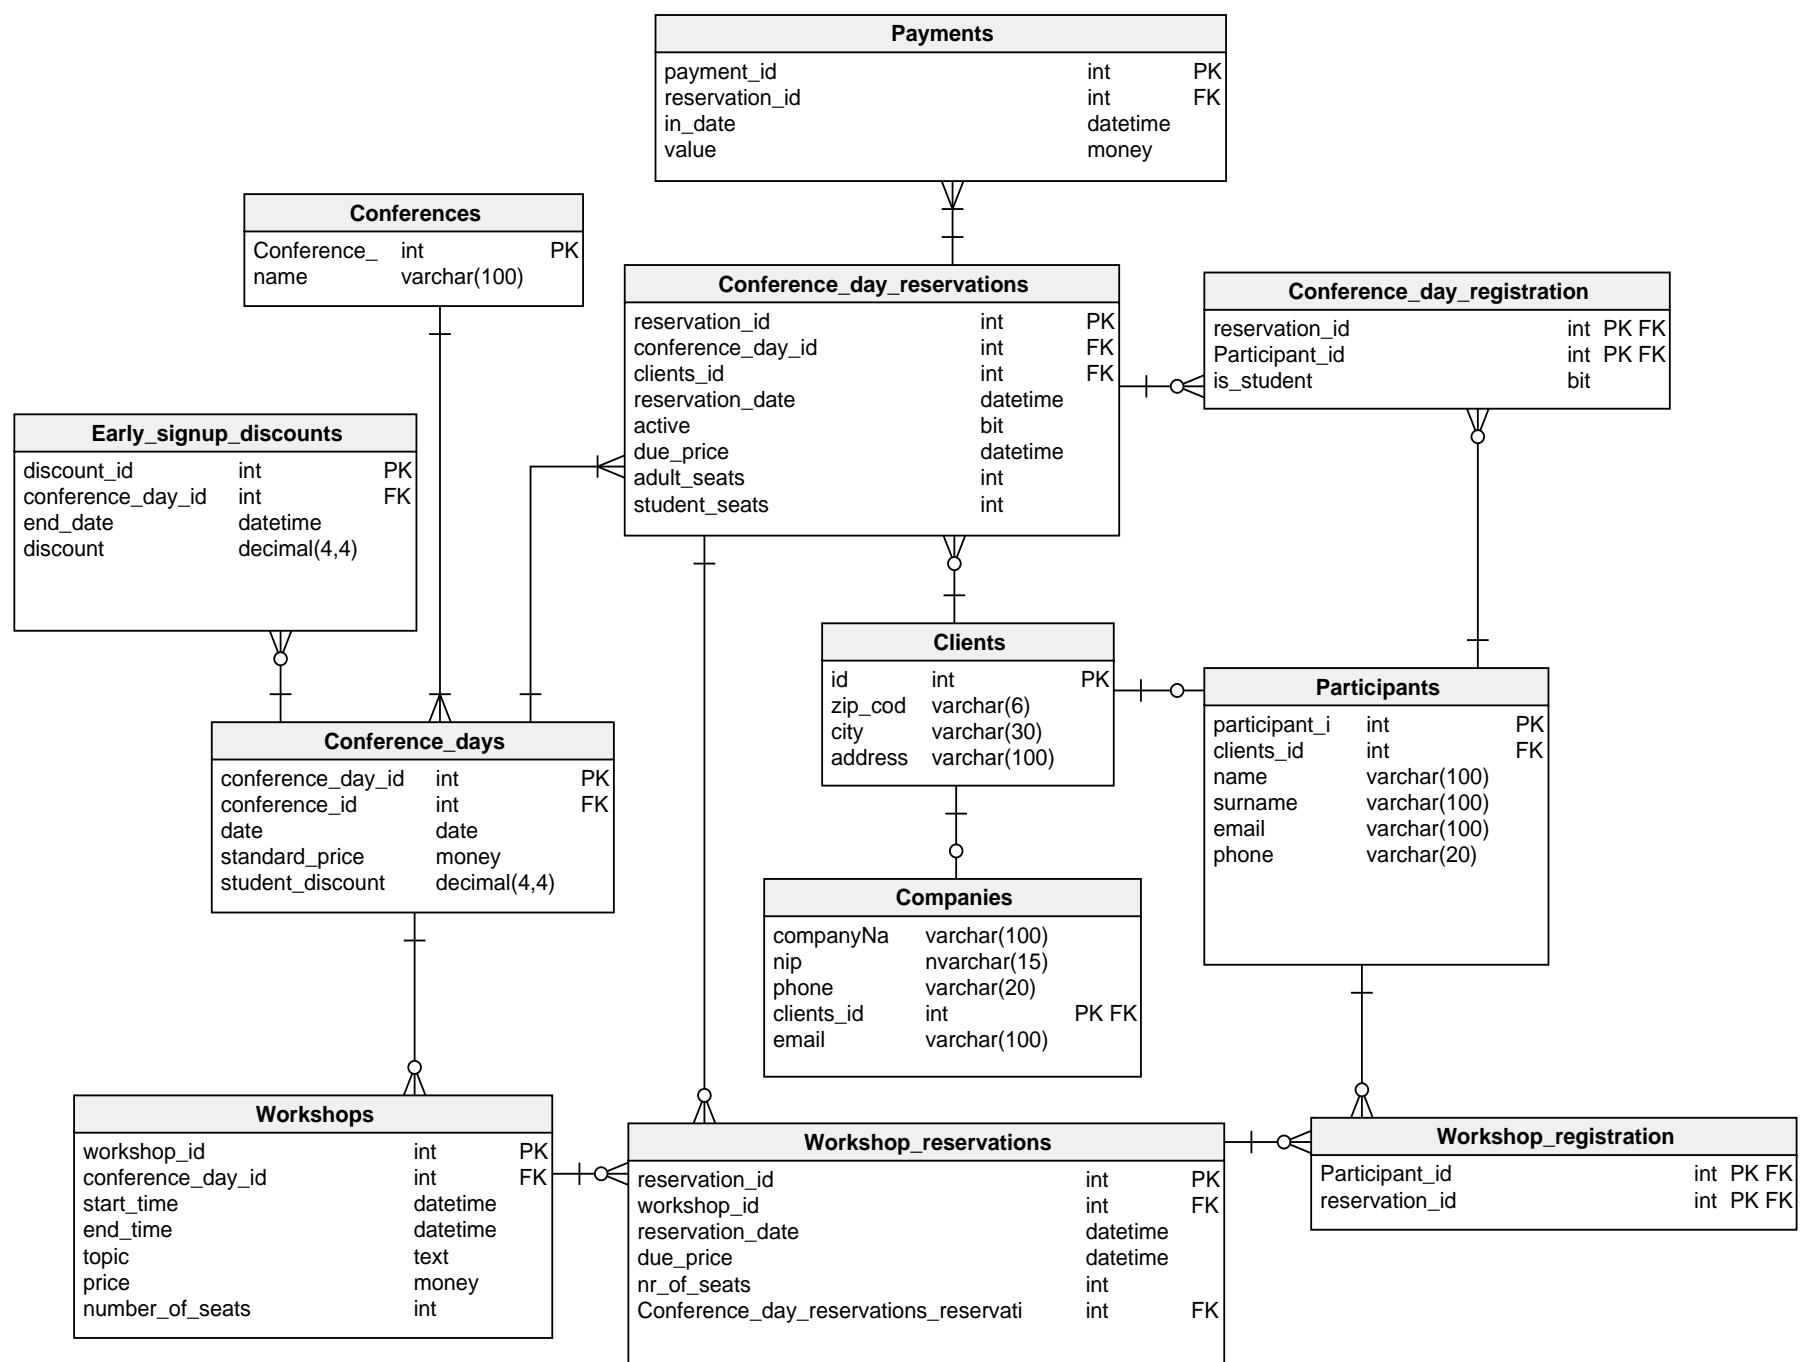 Payments
payment_id int PK
reservation_id int FK
in_date datetime
value money
Conferences
Conference_ int PK
name varchar(100)
Conference_day_reservations
reservation_id int PK
conference_day_id int FK
clients_id int FK
reservation_date datetime
active bit
due_price datetime
adult_seats int
student_seats int
Conference_day_registration
reservation_id int PK FK
Participant_id int PK FK
is_student bit
Early_signup_discounts
discount_id int PK
conference_day_id int FK
end_date datetime
discount decimal(4,4)
Clients
id int PK
zip_cod varchar(6)
city varchar(30)
address varchar(100)
Participants
participant_i int PK
clients_id int FK
name varchar(100)
surname varchar(100)
email varchar(100)
phone varchar(20)
Conference_days
conference_day_id int PK
conference_id int FK
date date
standard_price money
student_discount decimal(4,4)
Companies
companyNa varchar(100)
nip nvarchar(15)
phone varchar(20)
clients_id int PK FK
email varchar(100)
Workshops
workshop_id int PK
conference_day_id int FK
start_time datetime
end_time datetime
topic text
price money
number_of_seats int
Workshop_reservations
reservation_id int PK
workshop_id int FK
reservation_date datetime
due_price datetime
nr_of_seats int
Conference_day_reservations_reservati int FK
Workshop_registration
Participant_id int PK FK
reservation_id int PK FK